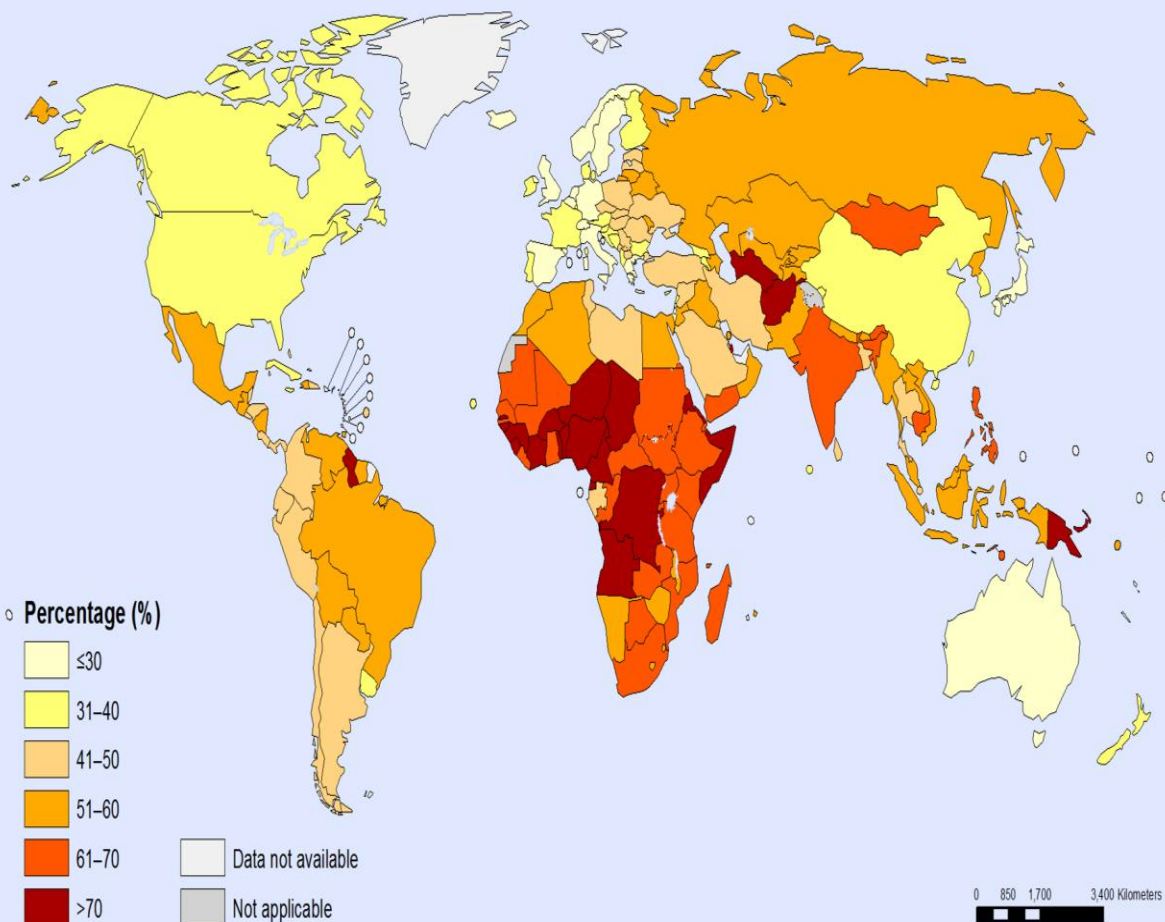 Percentage (%)
≤30
31–40
41–50
51–60
61–70
>70
Data not available
Not applicable
0 850 1,700 3,400 Kilometers